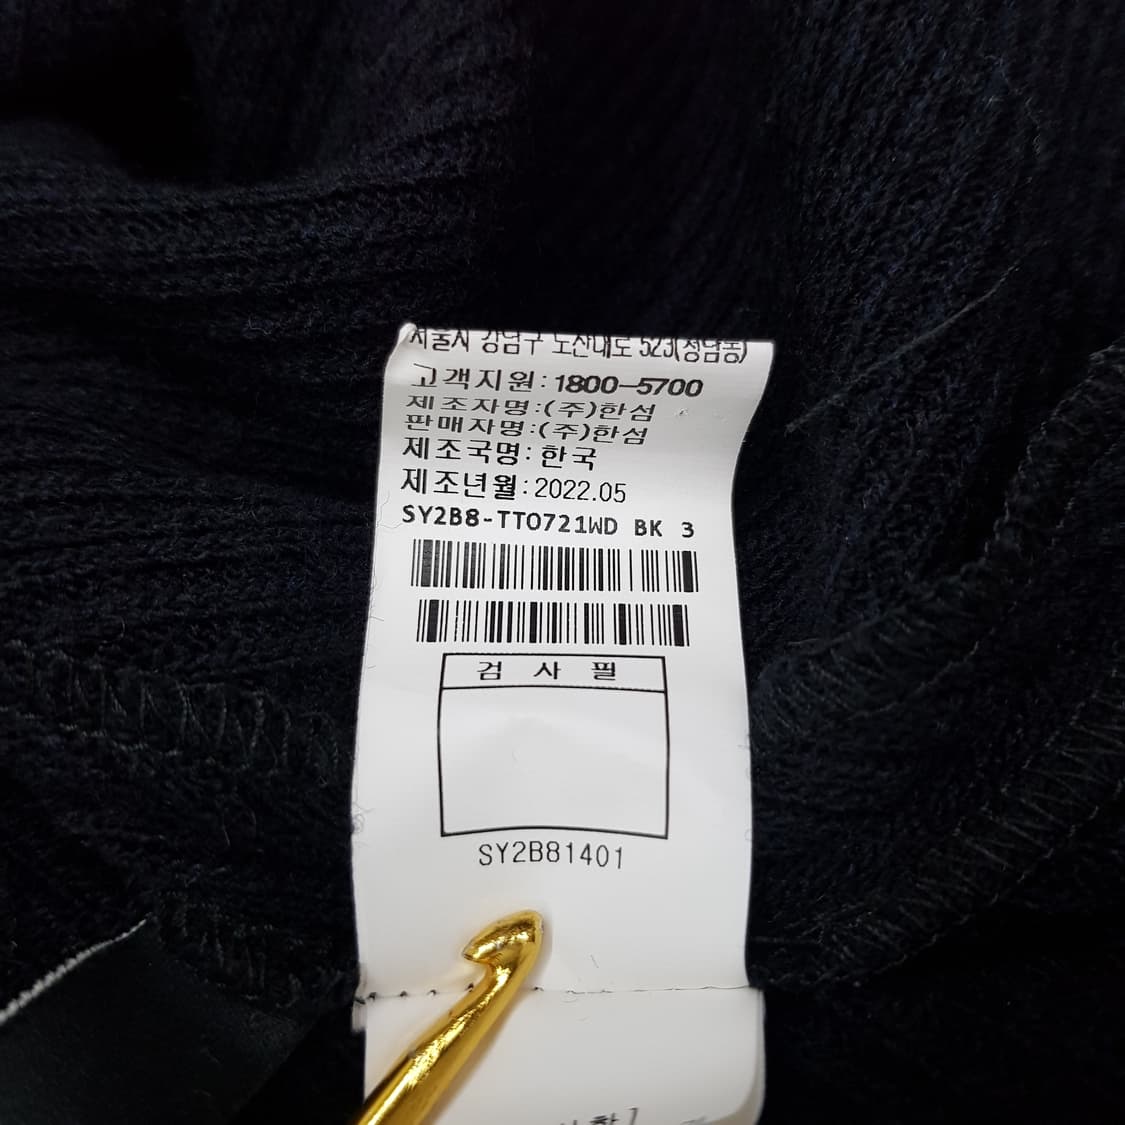 서울시 강남구 도산대로 523(청담동)
고객지원:1800-5700
제조자명:(주)한섬
판매자명:(주)한섬
제조국명:한국
제조년월:2022.05
SY2B8-TTO721WD BK 3
검 사 필
SY2B81401